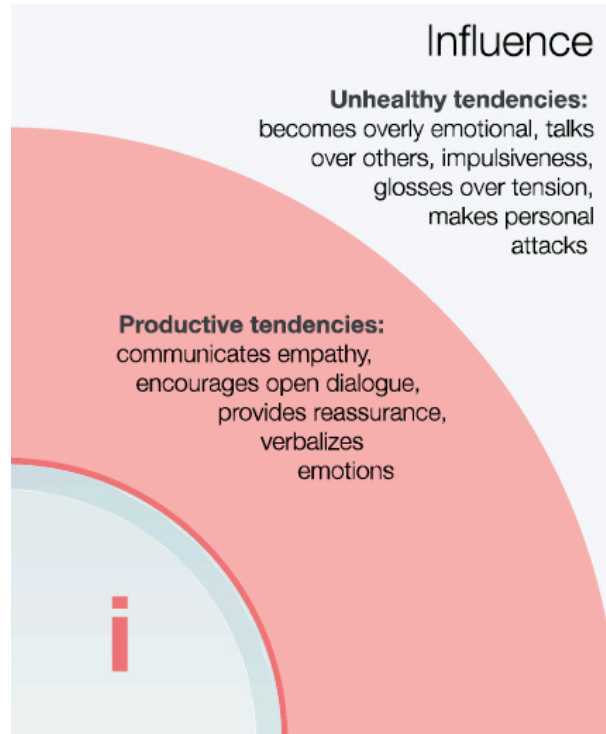 Influence
Unhealthy tendencies:
becomes overly emotional, talks
over others, impulsiveness,
glosses over tension,
makes personal
attacks
Productive tendencies:
communicates empathy,
encourages open dialogue,
provides reassurance,
verbalizes
emotions
i